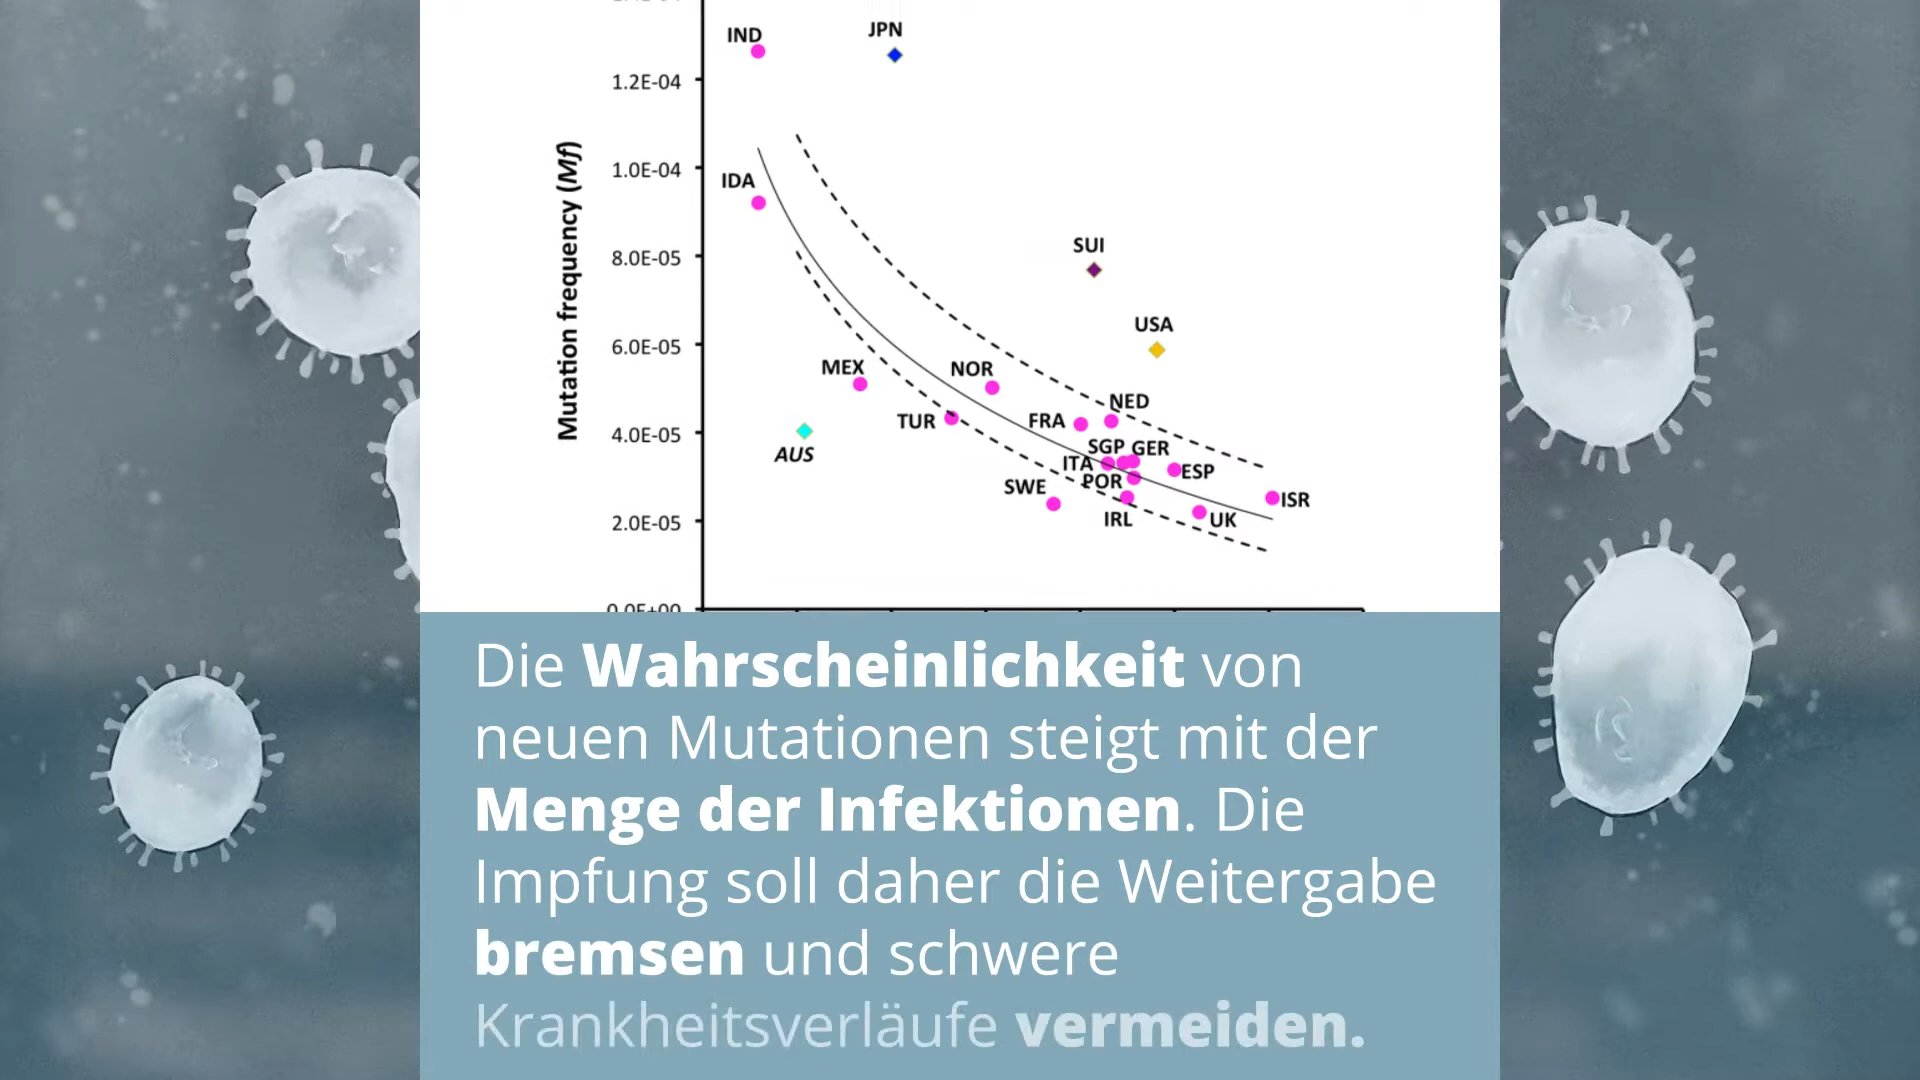 IND
JPN
1.2E-04
1.0E-04
IDA
SUI
8.0E-05
USA
6.0E-05
MEX
NOR
NED
TUR
FRA
4.0E-05
AUS
SGP GER
ITA
ESP
POR
SWE
ISR
IRL
UK
2.0E-05
0.0E+00
Mutation frequency (Mf)
Die Wahrscheinlichkeit von
neuen Mutationen steigt mit der
Menge der Infektionen. Die
Impfung soll daher die Weitergabe
bremsen und schwere
Krankheitsverläufe vermeiden.